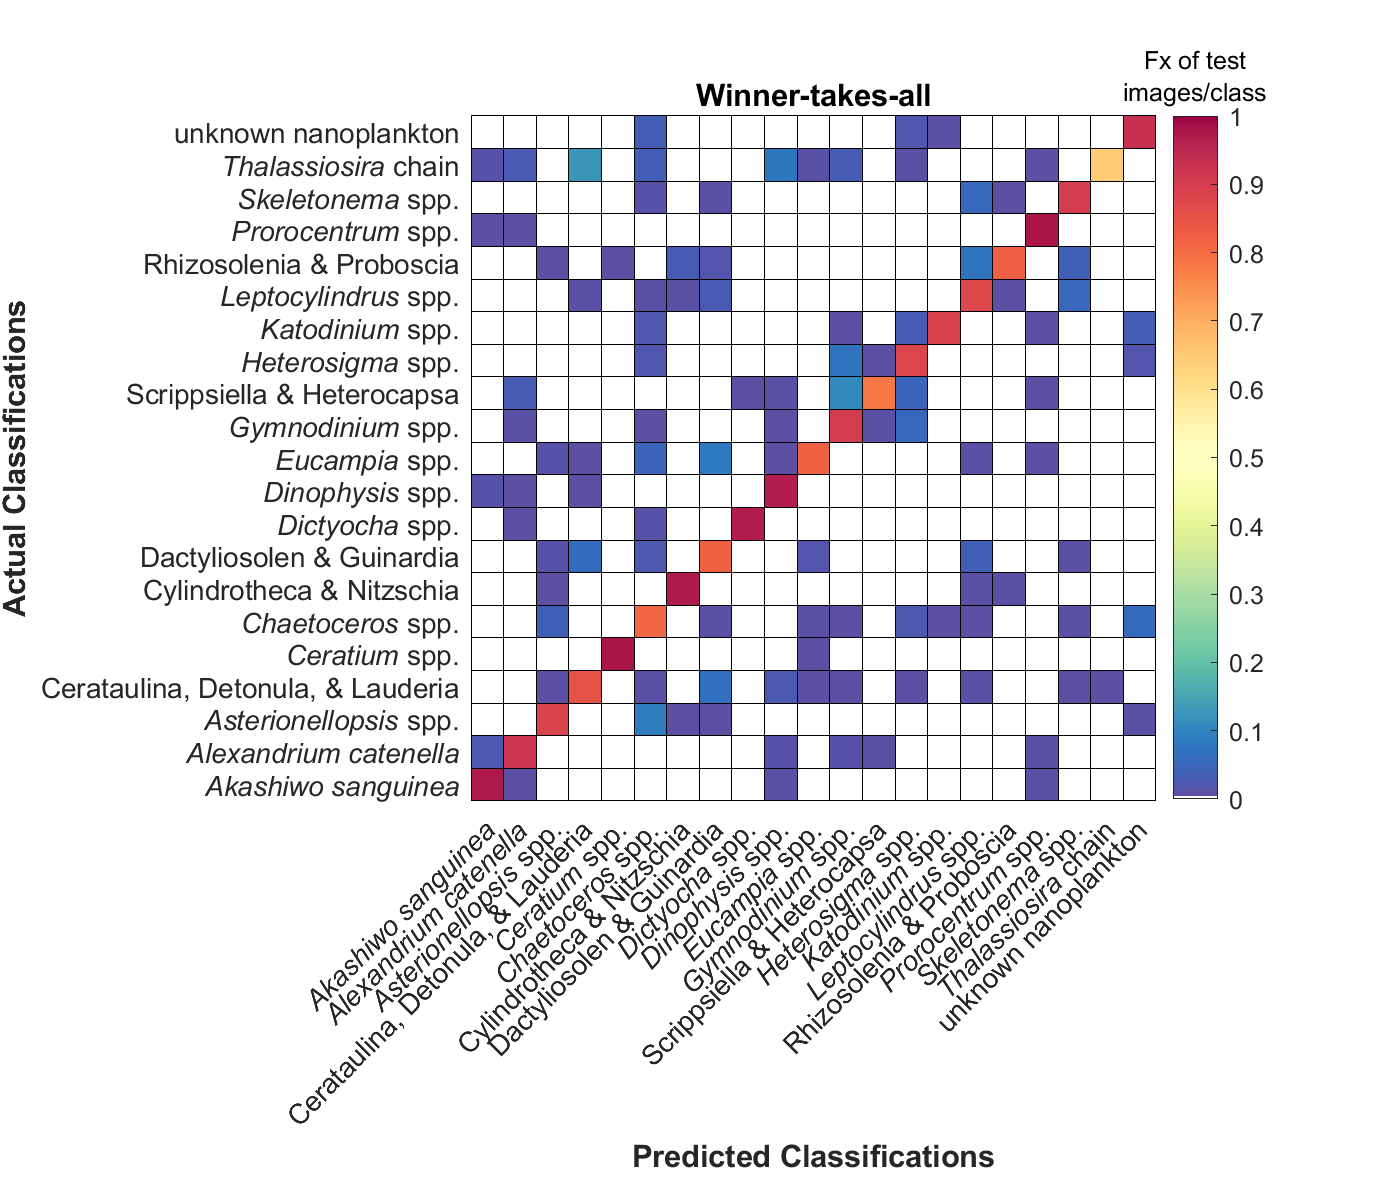 Fx of test
images/class
Winner-takes-all
Actual Classifications
unknown nanoplankton
Thalassiosira chain
Skeletonema spp.
Prorocentrum spp.
Rhizosolenia & Proboscia
Leptocylindrus spp.
Katodinium spp.
Heterosigma spp.
Scrippsiella & Heterocapsa
Gymnodinium spp.
Eucampia spp.
Dinophysis spp.
Dictyocha spp.
Dactyliosolen & Guinardia
Cylindrotheca & Nitzschia
Chaetoceros spp.
Ceratium spp.
Cerataulina, Detonula, & Lauderia
Asterionellopsis spp.
Alexandrium catenella
Akashiwo sanguinea
1
0.9
0.8
0.7
0.6
0.5
0.4
0.3
0.2
0.1
0
Akashiwo sanguinea
Alexandrium catenella
Asterionellopsis spp.
Cerataulina, Detonula, & Lauderia
Ceratium spp.
Chaetoceros spp.
Cylindrotheca & Nitzschia
Dactyliosolen & Guinardia
Dictyocha spp.
Dinophysis spp.
Eucampia spp.
Gymnodinium spp.
Scrippsiella & Heterocapsa
Heterosigma spp.
Katodinium spp.
Leptocylindrus spp.
Rhizosolenia & Proboscia
Prorocentrum spp.
Skeletonema spp.
Thalassiosira chain
unknown nanoplankton
Predicted Classifications